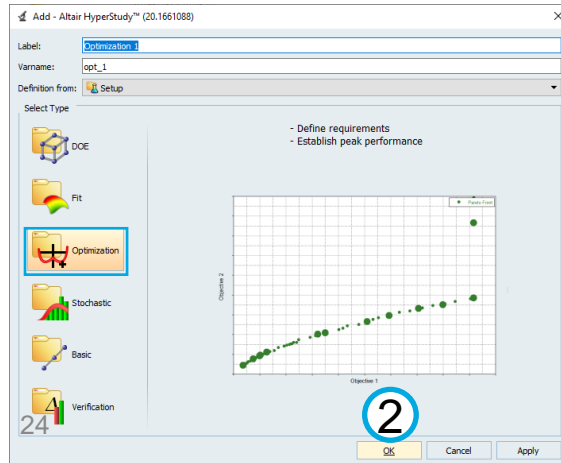 Add - Altair HyperStudy™ (20.1661088)
Label:
Optimization 1
Varname:
opt_1
Definition from:
Setup
Select Type
DOE
Fit
Optimization
Stochastic
Basic
Verification
24
- Define requirements
- Establish peak performance
Pareto Front
Objective 2
Objective 1
2
OK
Cancel
Apply